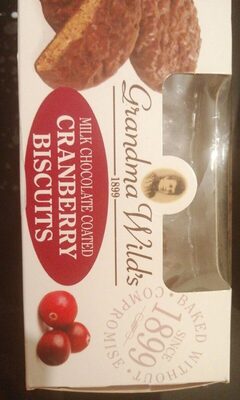 Grandma Wild's
1899
MILK CHOCOLATE COATED
CRANBERRY
BISCUITS
BAKED WITHOUT COMPROMISE
SINCE
1899